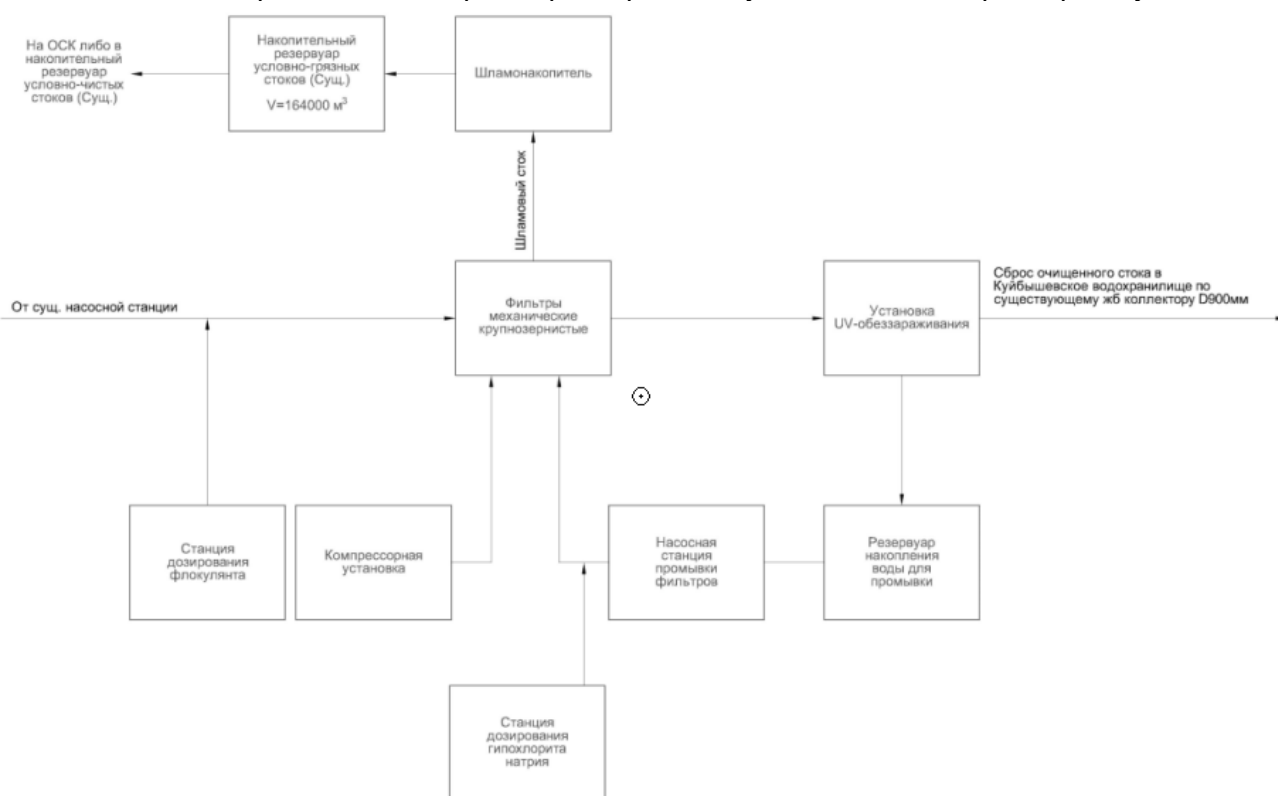 На ОСК либо в
накопительный
резервуар
условно-чистых
стоков (Сущ.)
Накопительный
резервуар
условно-грязных
стоков (Сущ.)
V=164000 м³
Шламонакопитель
Шламовый сток
От сущ. насосной станции
Фильтры
механические
крупнозернистые
Установка
UV-обеззараживания
Сброс очищенного стока в
Куйбышевское водохранилище по
существующему жб коллектору D900мм
Станция
дозирования
флокулянта
Компрессорная
установка
Насосная
станция
промывки
фильтров
Резервуар
накопления
воды для
промывки
Станция
дозирования
гипохлорита
натрия